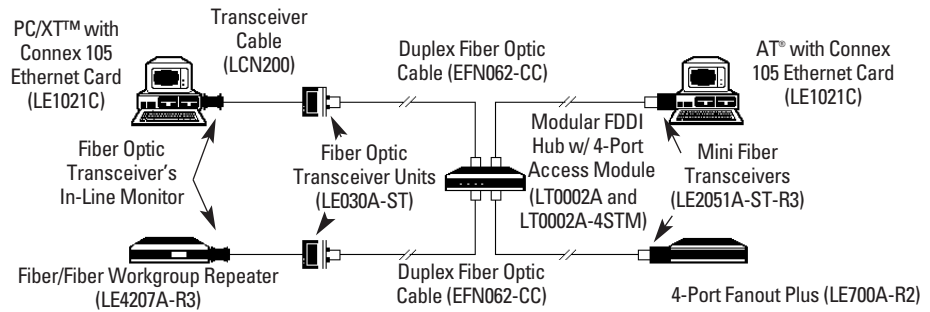 PC/XT™ with
Connex 105
Ethernet Card
(LE1021C)
Transceiver
Cable
(LCN200)
Duplex Fiber Optic
Cable (EFN062-CC)
AT® with Connex
105 Ethernet Card
(LE1021C)
Fiber Optic
Transceiver's
In-Line Monitor
Fiber Optic
Transceiver Units
(LE030A-ST)
Modular FDDI
Hub w/ 4-Port
Access Module
(LT0002A and
LT0002A-4STM)
Mini Fiber
Transceivers
(LE2051A-ST-R3)
Fiber/Fiber Workgroup Repeater
(LE4207A-R3)
Duplex Fiber Optic
Cable (EFN062-CC)
4-Port Fanout Plus (LE700A-R2)